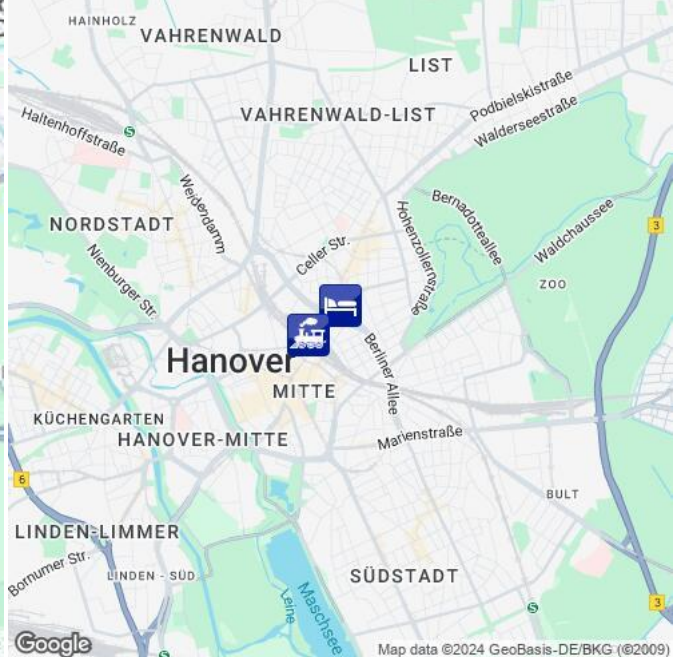 HAINHOLZ
VAHRENWALD
LIST
Podbielskistraße
VAHRENWALD-LIST
Walderseestraße
Haltenhoffstraße
S
Weidendamm
Hohenzollernstraße
Bernadotteallee
Waldchaussee
NORDSTADT
3
Nienburger Str.
Celler Str.
ZOO
Hanover
Berliner Allee
MITTE
KÜCHENGARTEN
HANOVER-MITTE
Marienstraße
6
BULT
LINDEN-LIMMER
Bornumer Str.
LINDEN - SÜD
SÜDSTADT
Maschsee
Leine
S
3
S
Google
Map data ©2024 GeoBasis-DE/BKG (©2009)